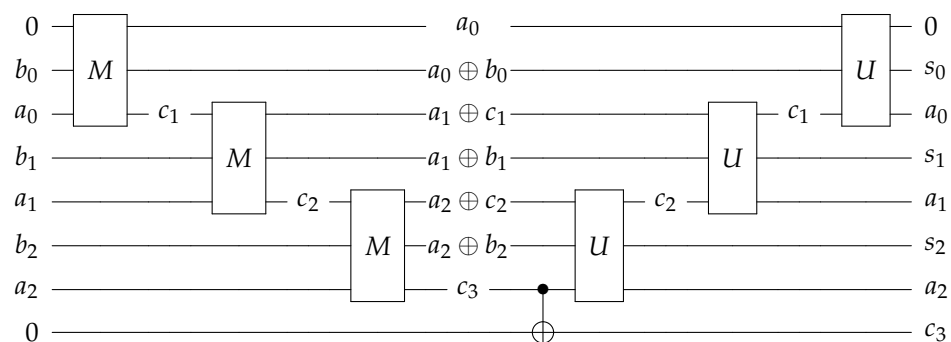 0 a₀ 0
M U
b₀ a₀ ⊕ b₀ s₀
a₀ c₁ a₁ ⊕ c₁ c₁ a₀
M U
b₁ a₁ ⊕ b₁ s₁
a₁ c₂ a₂ ⊕ c₂ c₂ a₁
M U
b₂ a₂ ⊕ b₂ s₂
a₂ c₃ a₂
0 c₃